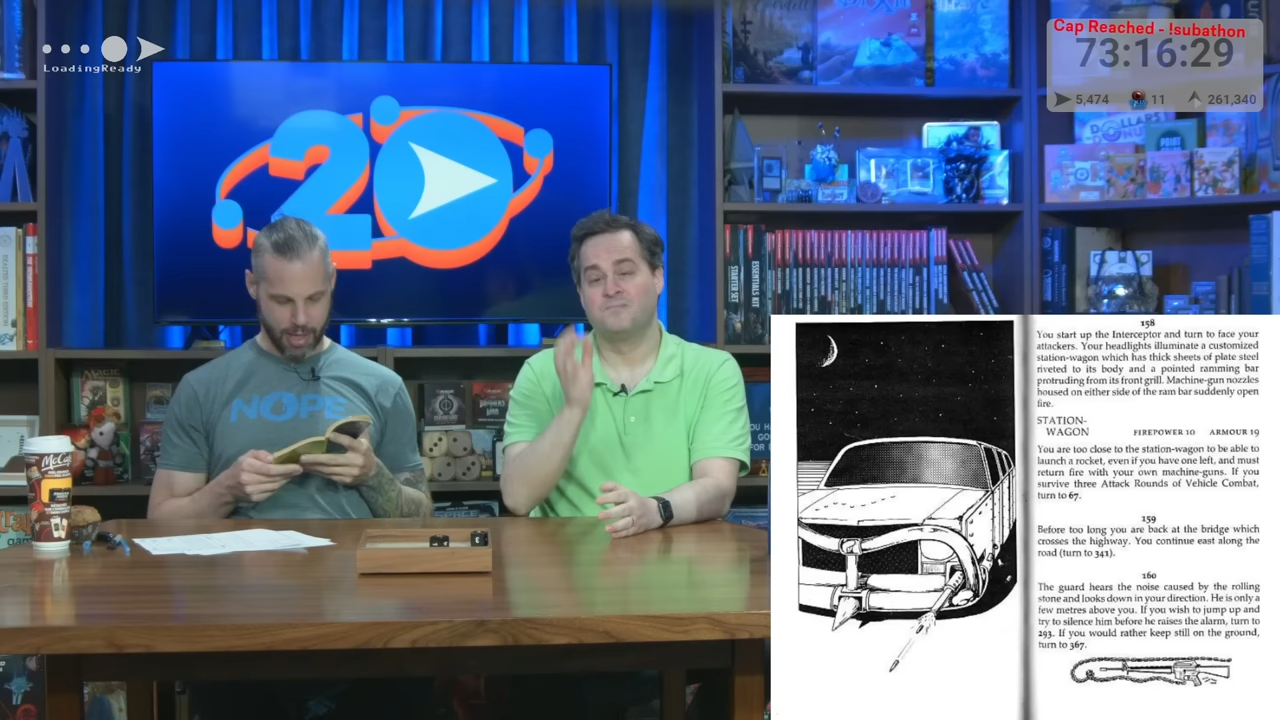 LoadingReady
Cap Reached - !subathon
73:16:29
5,474 11 261,340
20
NOPE
McCafé
STARTER SET
ESSENTIALS KIT
158
You start up the Interceptor and turn to face your
attackers. Your headlights illuminate a customized
station-wagon which has thick sheets of plate steel
riveted to its body and a pointed ramming bar
protruding from its front grill. Machine-gun nozzles
housed on either side of the ram bar suddenly open
fire.
STATION-
WAGON FIREPOWER 10 ARMOUR 19
You are too close to the station-wagon to be able to
launch a rocket, even if you have one left, and must
return fire with your own machine-guns. If you
survive three Attack Rounds of Vehicle Combat,
turn to 67.
159
Before too long you are back at the bridge which
crosses the highway. You continue east along the
road (turn to 341).
160
The guard hears the noise caused by the rolling
stone and looks down in your direction. He is only a
few metres above you. If you wish to jump up and
try to silence him before he raises the alarm, turn to
293. If you would rather keep still on the ground,
turn to 367.